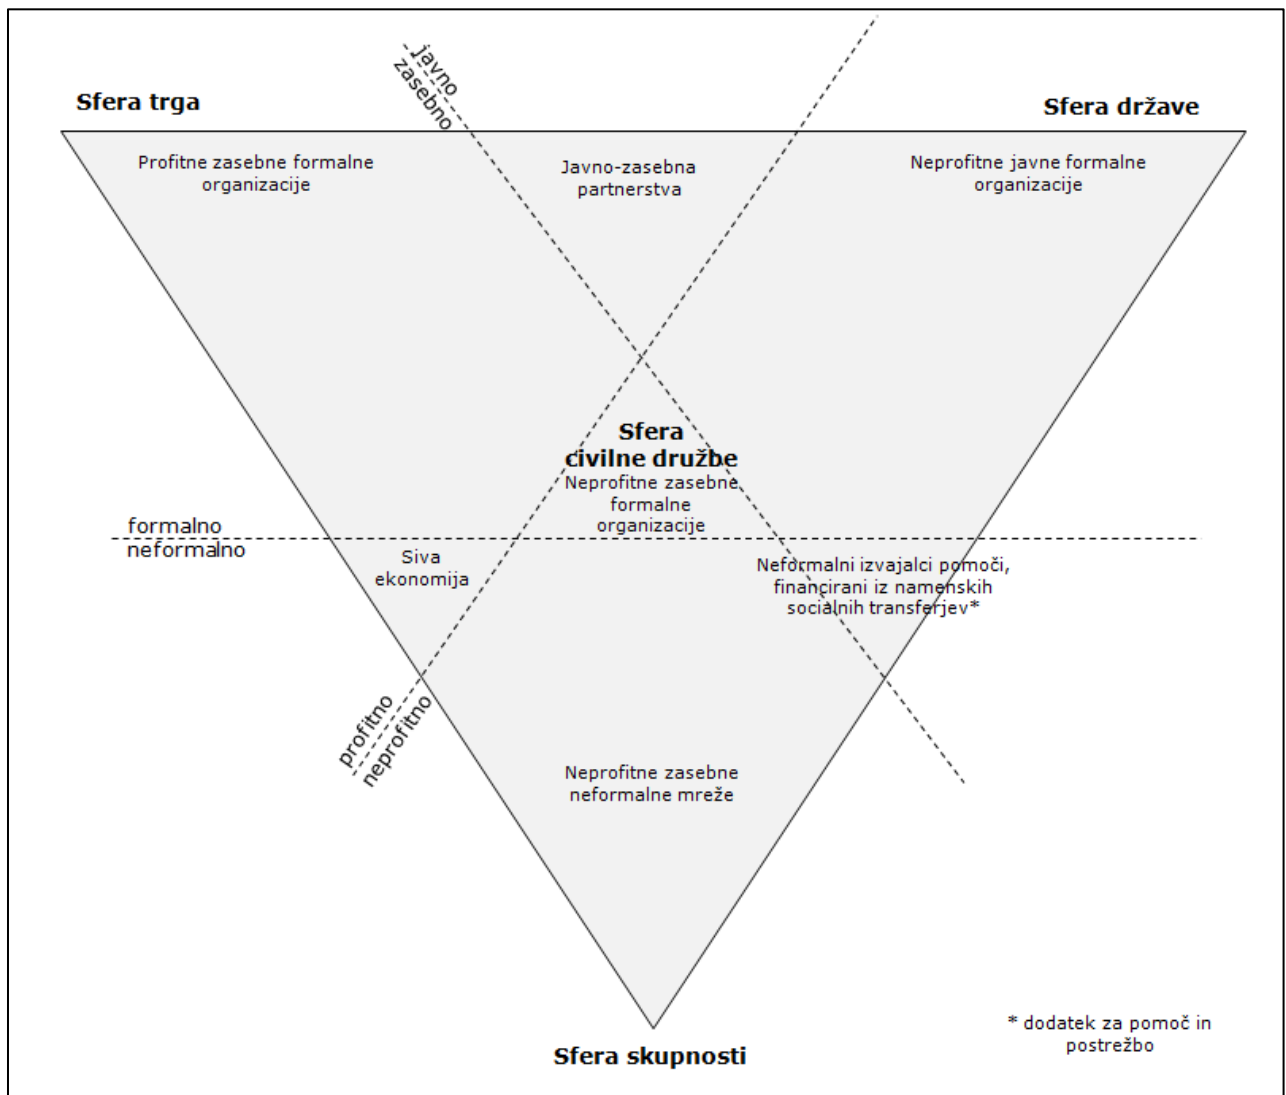 javno
zasebno
Sfera trga
Sfera države
Profitne zasebne formalne
organizacije
Javno-zasebna
partnerstva
Neprofitne javne formalne
organizacije
Sfera
civilne družbe
Neprofitne zasebne
formalne
organizacije
formalno
neformalno
Siva
ekonomija
Neformalni izvajalci pomoči,
financirani iz namenskih
socialnih transferjev*
profitno
neprofitno
Neprofitne zasebne
neformalne mreže
* dodatek za pomoč in
postrežbo
Sfera skupnosti